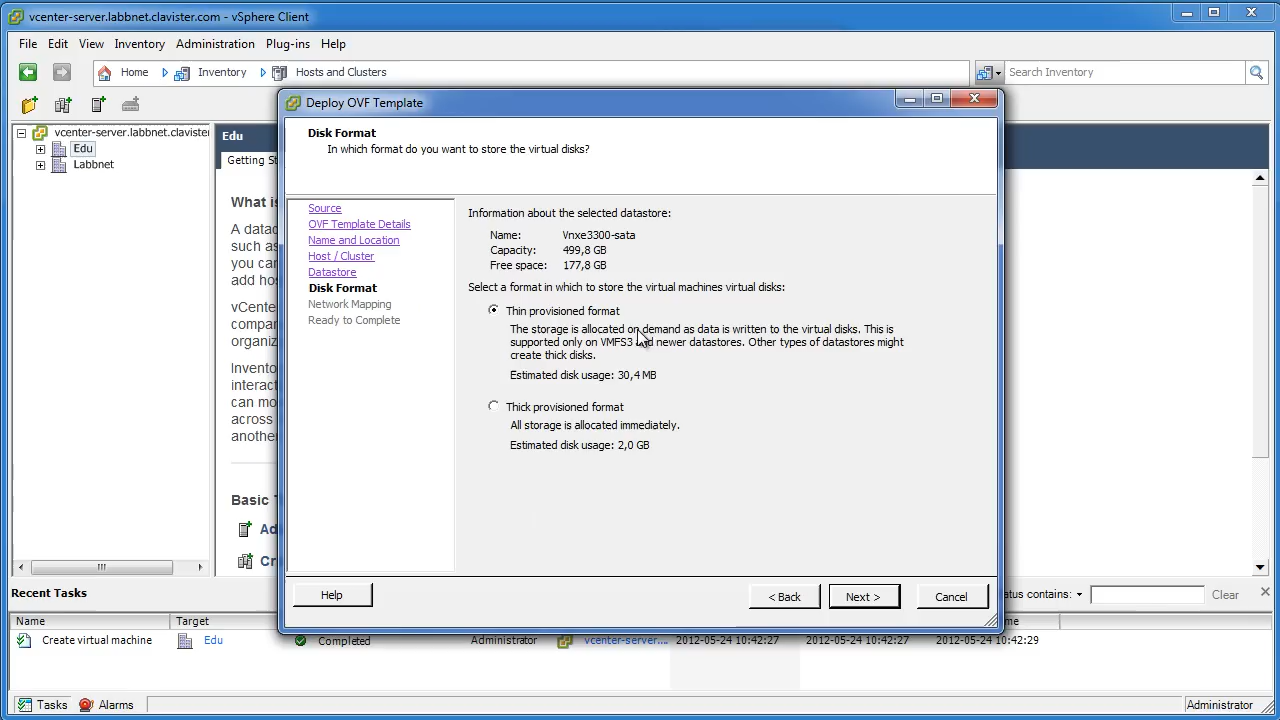 vcenter-server.labbnet.clavister.com - vSphere Client
File Edit View Inventory Administration Plug-ins Help
Home Inventory Hosts and Clusters Search Inventory
Deploy OVF Template
Disk Format
In which format do you want to store the virtual disks?
vcenter-server.labbnet.clavister
Edu
Labbnet
Edu
Getting St
What is
A datac
such as
you can
add hos
vCenter
compan
organiz
Invento
interact
can mo
across
another
Basic T
Ad
Cr
Source
OVF Template Details
Name and Location
Host / Cluster
Datastore
Disk Format
Network Mapping
Ready to Complete
Information about the selected datastore:
Name: Vnxe3300-sata
Capacity: 499,8 GB
Free space: 177,8 GB
Select a format in which to store the virtual machines virtual disks:
Thin provisioned format
The storage is allocated on demand as data is written to the virtual disks. This is
supported only on VMFS3 and newer datastores. Other types of datastores might
create thick disks.
Estimated disk usage: 30,4 MB
Thick provisioned format
All storage is allocated immediately.
Estimated disk usage: 2,0 GB
Help < Back Next > Cancel
Recent Tasks
atus contains: Clear
Name Target me
Create virtual machine Edu Completed Administrator vcenter-server.... 2012-05-24 10:42:27 2012-05-24 10:42:27 2012-05-24 10:42:29
Tasks Alarms Administrator